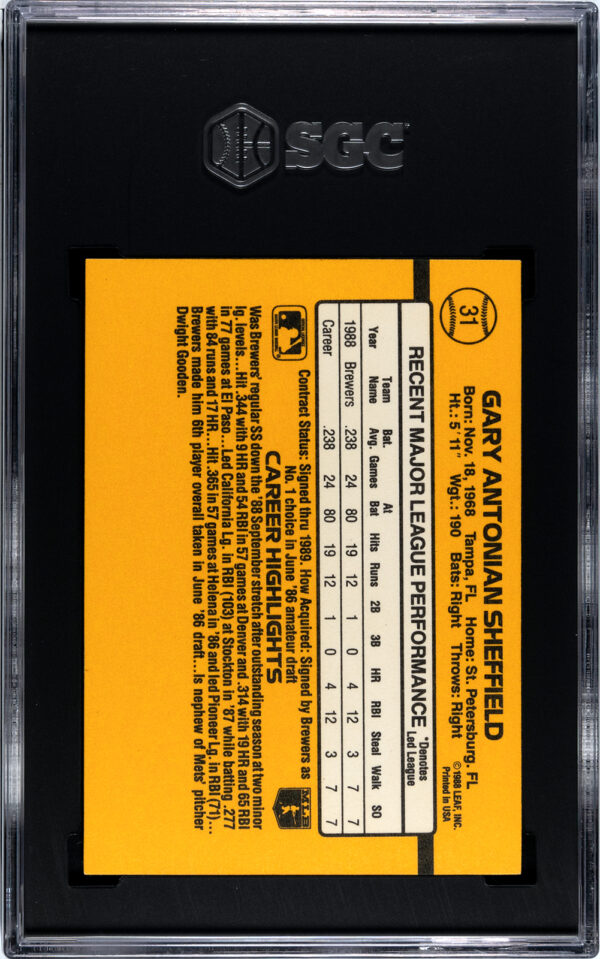 SGC
31
GARY ANTONIAN SHEFFIELD
Born: Nov. 18, 1968 Tampa, FL Home: St. Petersburg, FL
Ht.: 5'11" Wgt.: 190 Bats: Right Throws: Right
©1988 LEAF, INC.
Printed in USA
RECENT MAJOR LEAGUE PERFORMANCE
*Denotes
Led League
Year Team Name Bat. Avg. Games At Bat Hits Runs 2B 3B HR RBI Steal Walk SO
1988 Brewers .238 24 80 19 12 1 0 4 12 3 7 7
Career .238 24 80 19 12 1 0 4 12 3 7 7
Contract Status: Signed thru 1989. How Acquired: Signed by Brewers as
No. 1 choice in June '86 amateur draft
MLB
CAREER HIGHLIGHTS
Was Brewers' regular SS down the '88 September stretch after outstanding season at two minor
lg. levels...Hit .344 with 9 HR and 54 RBI in 57 games at Denver and .314 with 19 HR and 65 RBI
in 77 games at El Paso...Led California Lg. in RBI (103) at Stockton in '87 while batting .277
with 84 runs and 17 HR...Hit .365 in 57 games at Helena in '86 and led Pioneer Lg. in RBI (71)...
Brewers made him 6th player overall taken in June '86 draft...Is nephew of Mets' pitcher
Dwight Gooden.